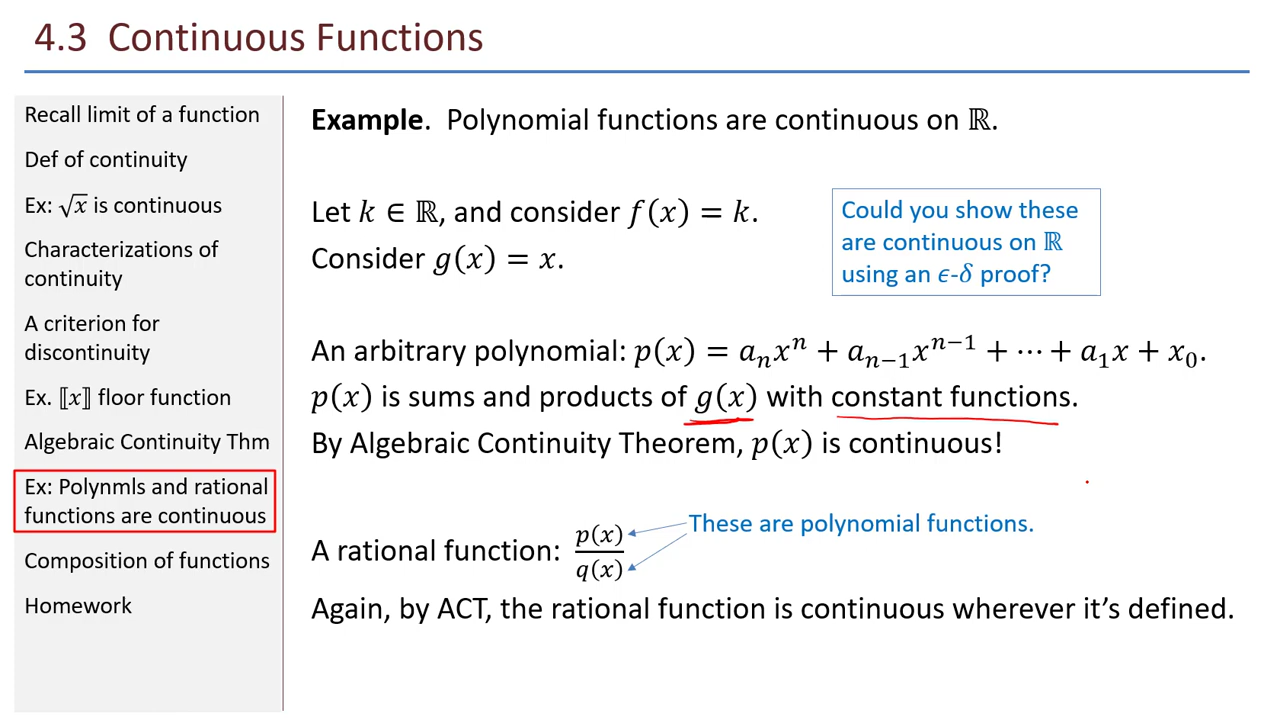 4.3 Continuous Functions
Recall limit of a function
Def of continuity
Ex: √x is continuous
Characterizations of
continuity
A criterion for
discontinuity
Ex. ⟦x⟧ floor function
Algebraic Continuity Thm
Ex: Polynmls and rational
functions are continuous
Composition of functions
Homework
Example. Polynomial functions are continuous on ℝ.
Let k ∈ ℝ, and consider f(x) = k.
Consider g(x) = x.
Could you show these
are continuous on ℝ
using an ϵ-δ proof?
An arbitrary polynomial: p(x) = aₙxⁿ + aₙ₋₁xⁿ⁻¹ + ⋯ + a₁x + x₀.
p(x) is sums and products of g(x) with constant functions.
By Algebraic Continuity Theorem, p(x) is continuous!
A rational function: p(x)/q(x)
These are polynomial functions.
Again, by ACT, the rational function is continuous wherever it's defined.